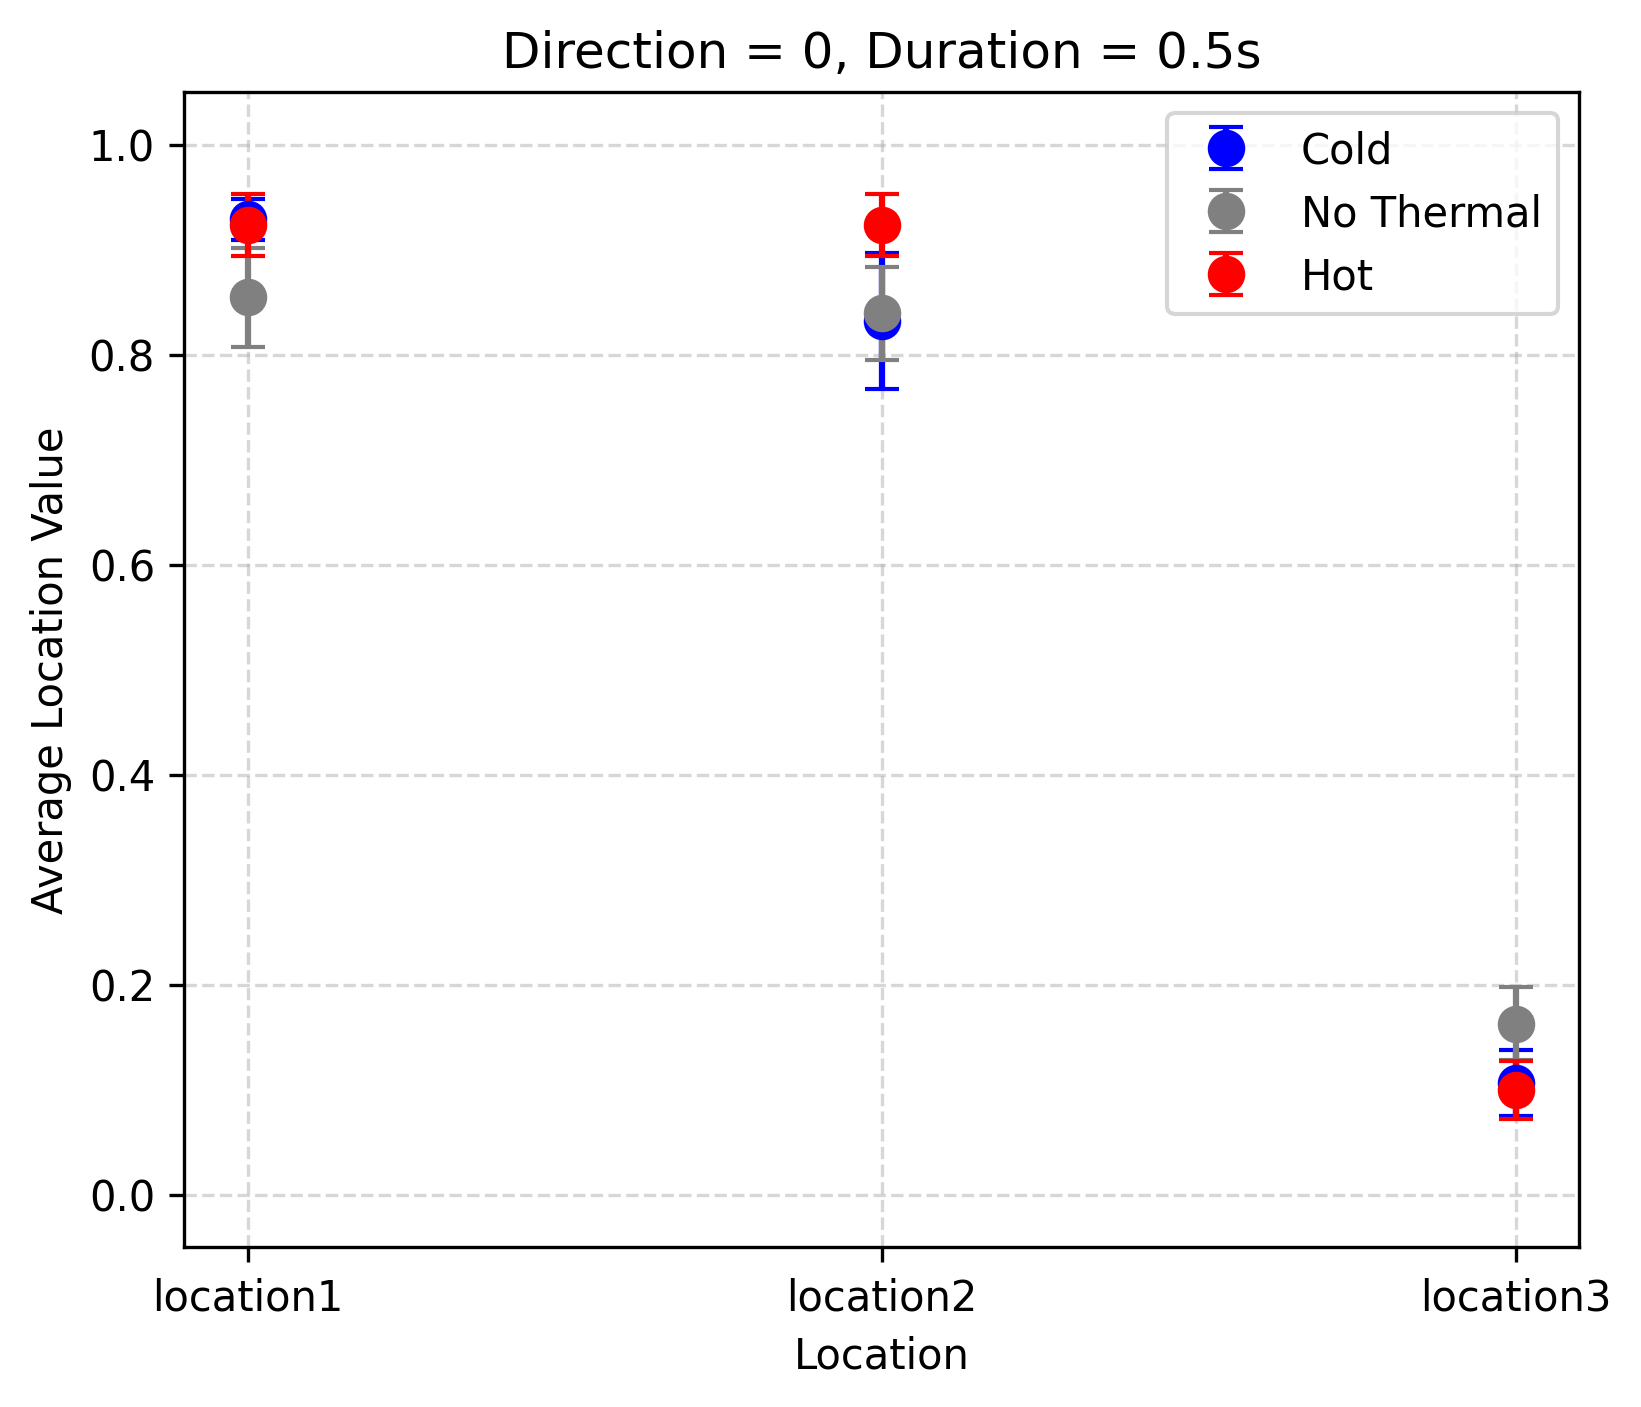 Direction = 0, Duration = 0.5s
1.0
0.8
0.6
0.4
0.2
0.0
Average Location Value
Cold
No Thermal
Hot
location1
location2
location3
Location